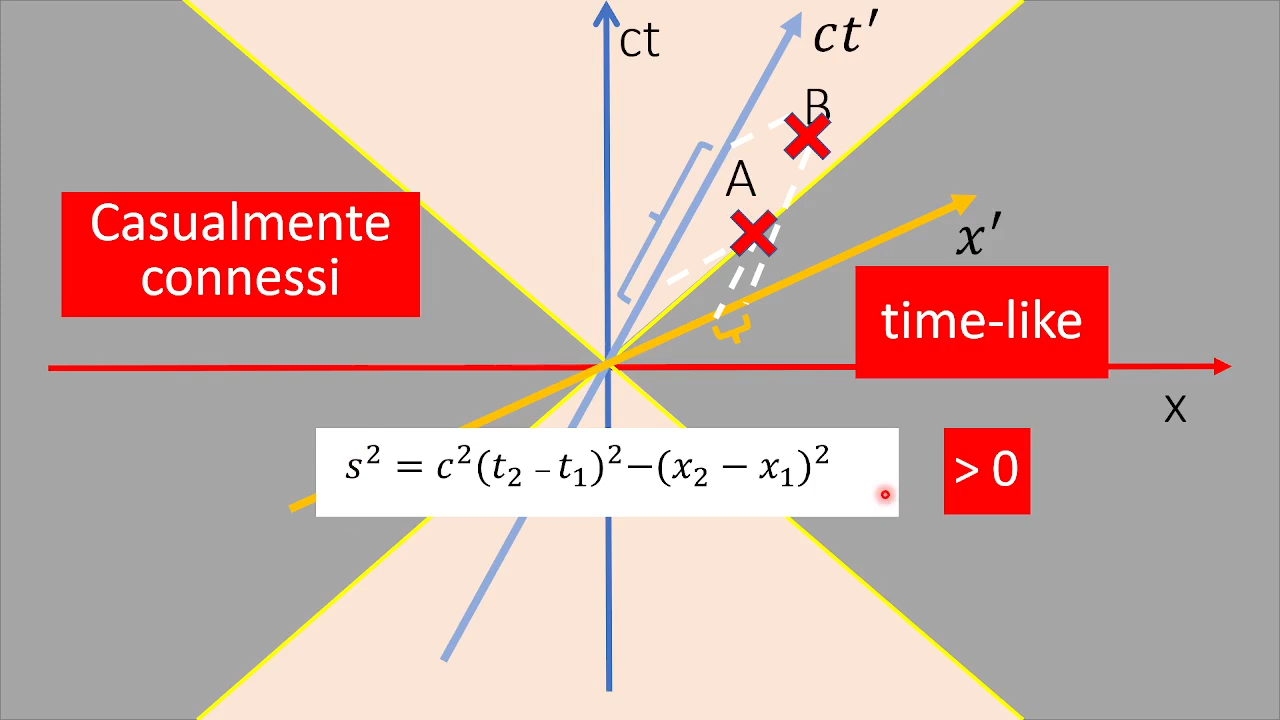 ct
ct′
B
A
Casualmente
connessi
x′
time-like
x
s² = c²(t₂ − t₁)²−(x₂ − x₁)²
> 0